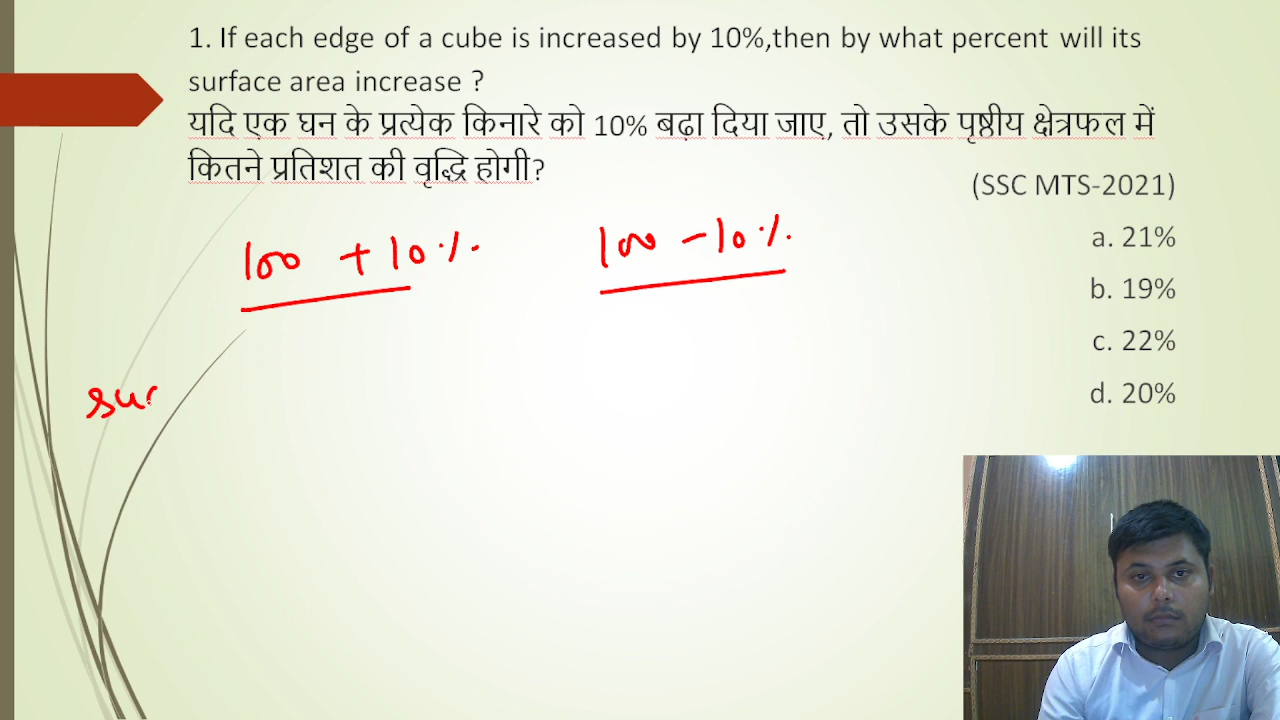 1. If each edge of a cube is increased by 10%,then by what percent will its
surface area increase ?
यदि एक घन के प्रत्येक किनारे को 10% बढ़ा दिया जाए, तो उसके पृष्ठीय क्षेत्रफल में
कितने प्रतिशत की वृद्धि होगी?
(SSC MTS-2021)
a. 21%
b. 19%
c. 22%
d. 20%
100 +10%
100 -10%
sur